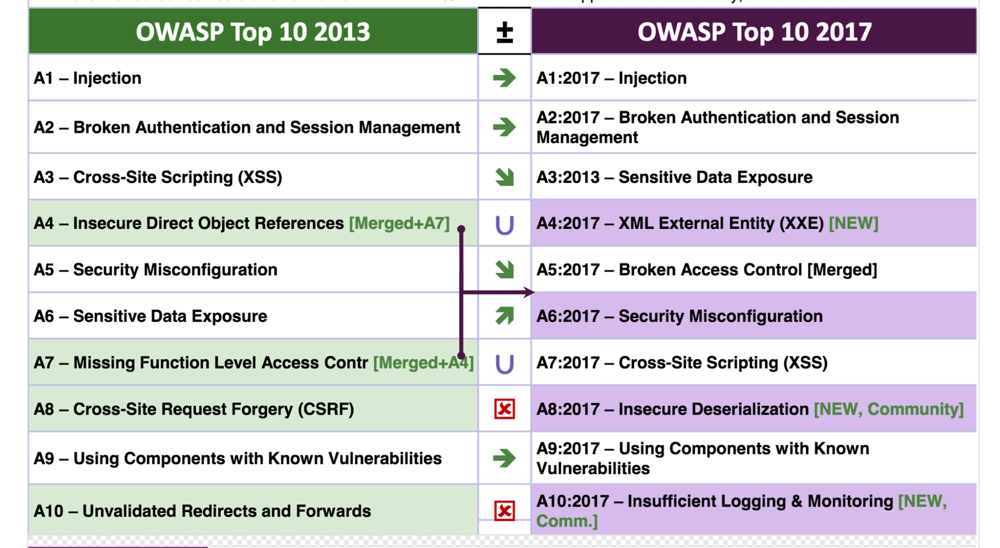 OWASP Top 10 2013 ± OWASP Top 10 2017
A1 – Injection → A1:2017 – Injection
A2 – Broken Authentication and Session Management → A2:2017 – Broken Authentication and Session
Management
A3 – Cross-Site Scripting (XSS) A3:2013 – Sensitive Data Exposure
A4 – Insecure Direct Object References [Merged+A7] U A4:2017 – XML External Entity (XXE) [NEW]
A5 – Security Misconfiguration A5:2017 – Broken Access Control [Merged]
A6 – Sensitive Data Exposure A6:2017 – Security Misconfiguration
A7 – Missing Function Level Access Contr [Merged+A4] U A7:2017 – Cross-Site Scripting (XSS)
A8 – Cross-Site Request Forgery (CSRF) A8:2017 – Insecure Deserialization [NEW, Community]
A9 – Using Components with Known Vulnerabilities → A9:2017 – Using Components with Known
Vulnerabilities
A10 – Unvalidated Redirects and Forwards A10:2017 – Insufficient Logging & Monitoring [NEW,
Comm.]